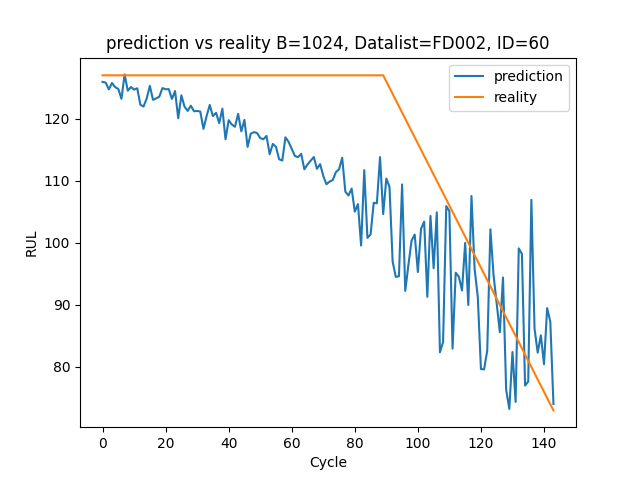 prediction vs reality B=1024, Datalist=FD002, ID=60
prediction
reality
120
110
100
90
80
RUL
0 20 40 60 80 100 120 140
Cycle